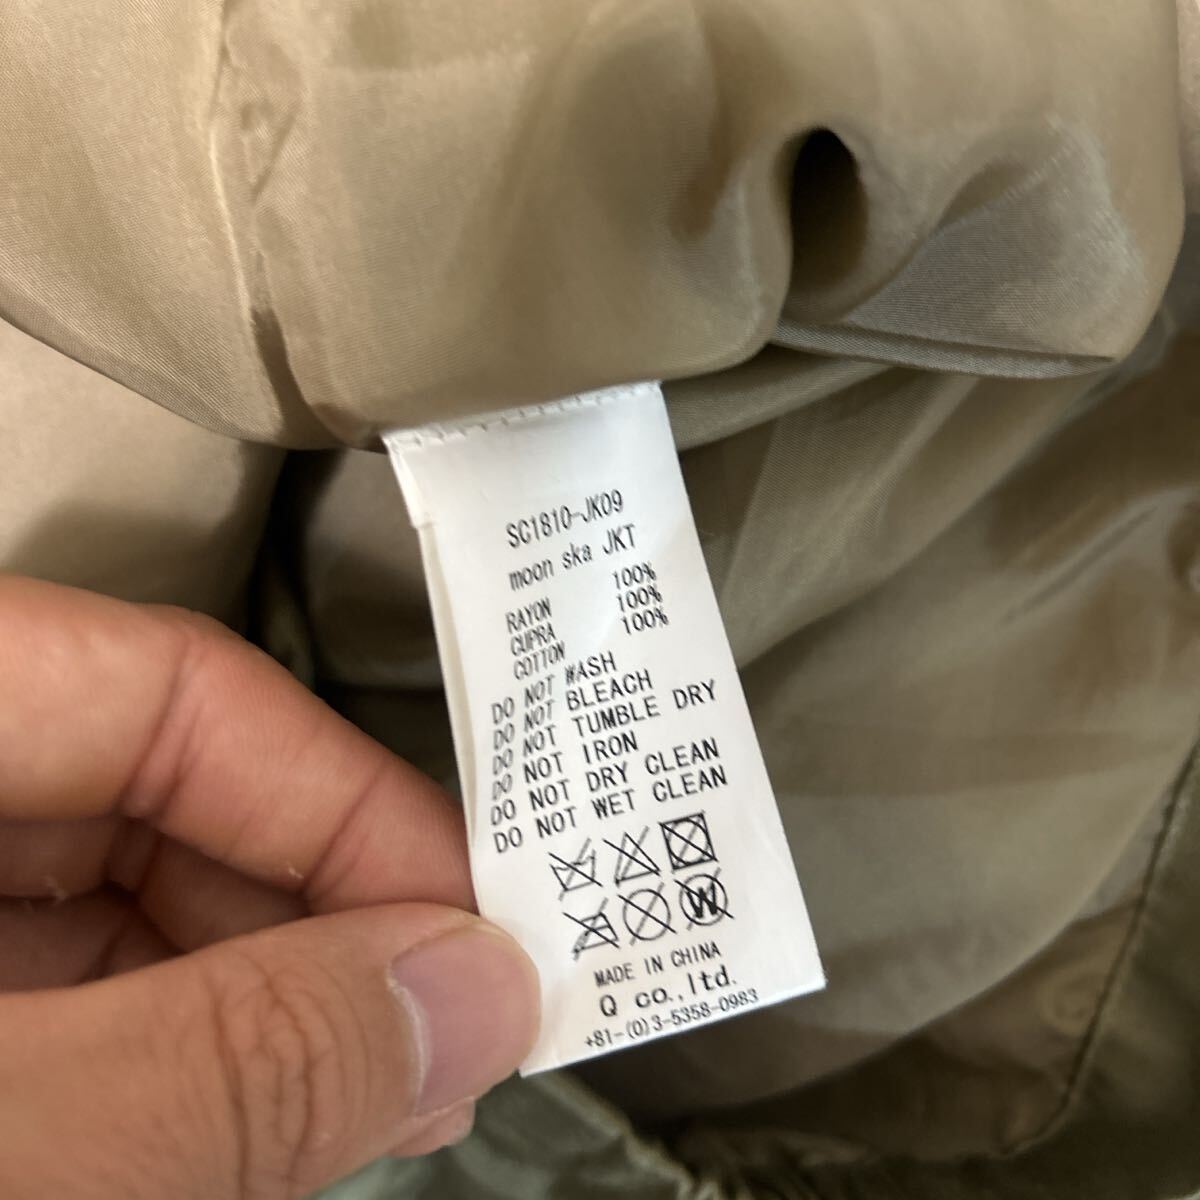 SC1810-JK09
moon ska JKT
RAYON 100%
CUPRA 100%
COTTON 100%
DO NOT WASH
DO NOT BLEACH
DO NOT TUMBLE DRY
DO NOT IRON
DO NOT DRY CLEAN
DO NOT WET CLEAN
W
MADE IN CHINA
Q co.,ltd.
+81-(0)3-5358-0983